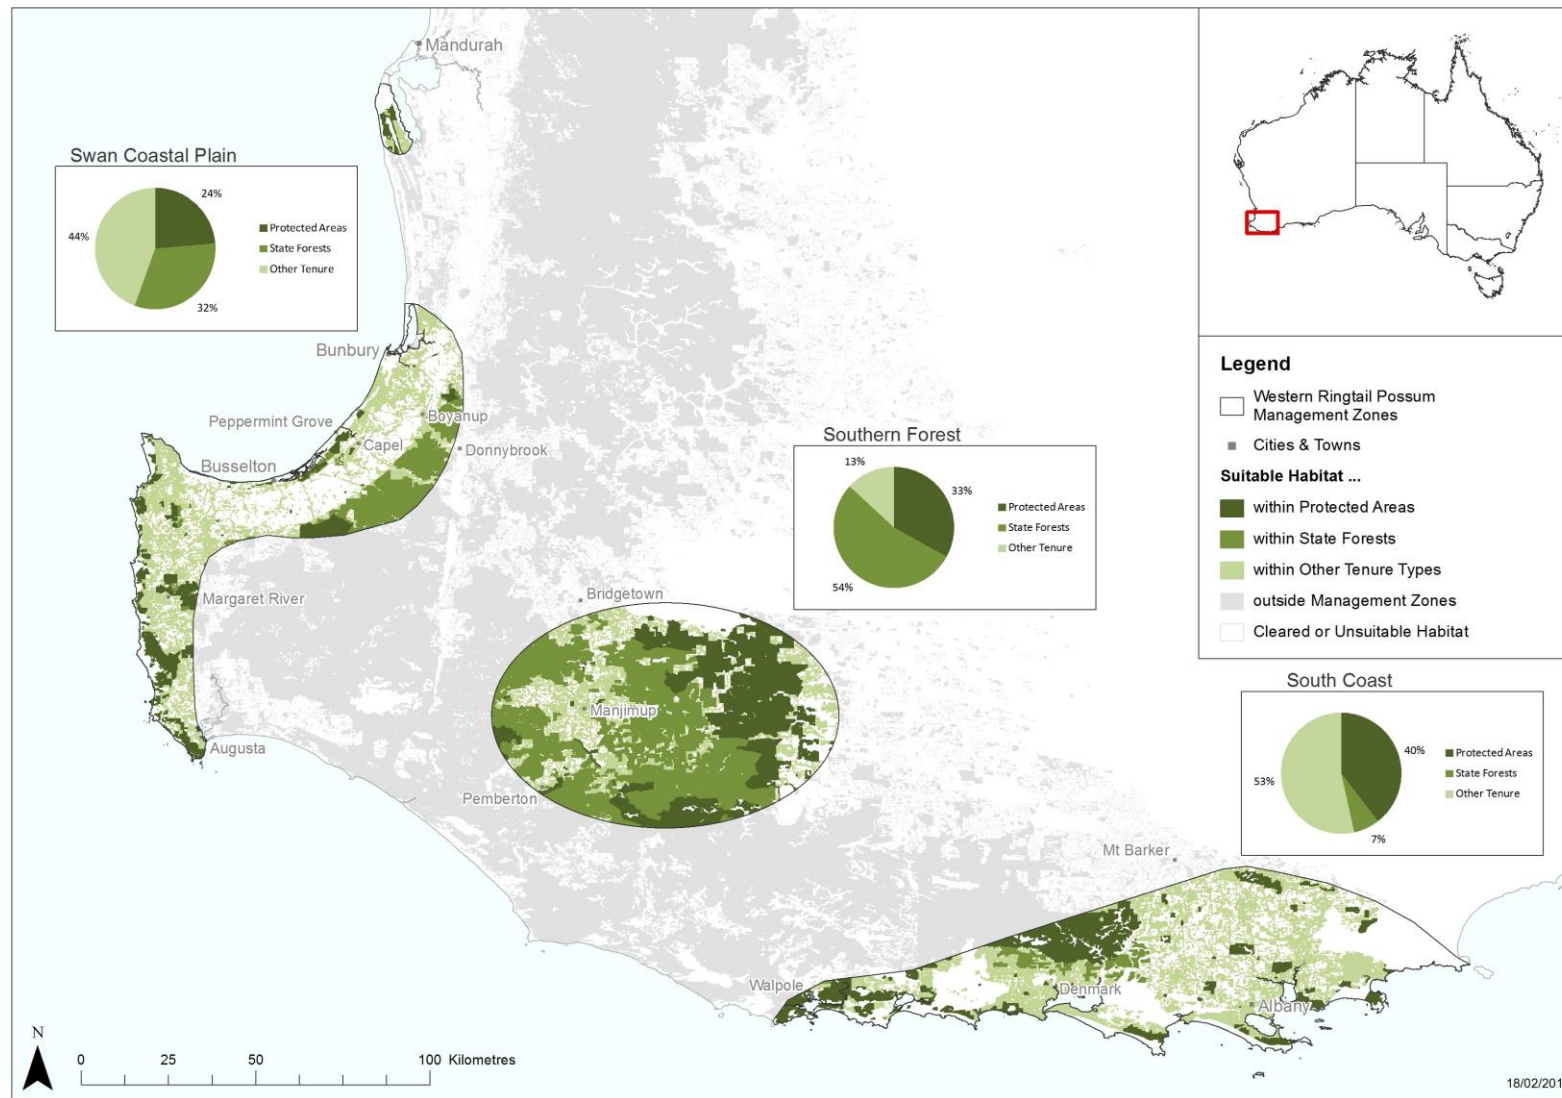 Mandurah
Swan Coastal Plain
24%
44%
32%
Protected Areas
State Forests
Other Tenure
Bunbury
Peppermint Grove
Boyanup
Capel
Donnybrook
Busselton
Southern Forest
13%
33%
54%
Protected Areas
State Forests
Other Tenure
Legend
Western Ringtail Possum
Management Zones
Cities & Towns
Suitable Habitat ...
within Protected Areas
within State Forests
within Other Tenure Types
outside Management Zones
Cleared or Unsuitable Habitat
Bridgetown
Margaret River
Manjimup
Augusta
Pemberton
South Coast
40%
53%
7%
Protected Areas
State Forests
Other Tenure
Mt Barker
Walpole
Denmark
Albany
N
0 25 50 100 Kilometres
18/02/201